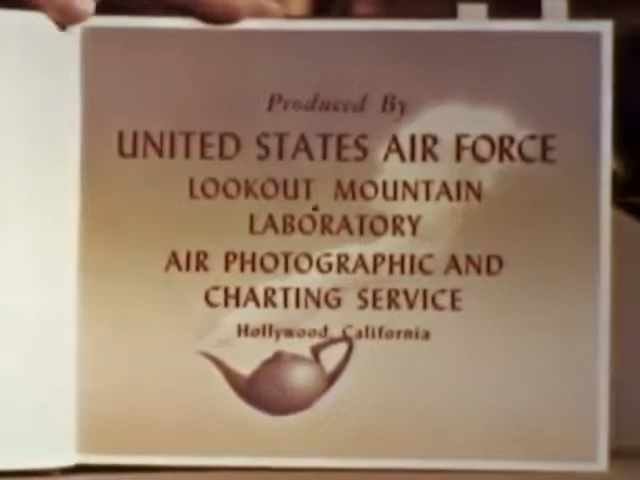 Produced By
UNITED STATES AIR FORCE
LOOKOUT MOUNTAIN
LABORATORY
AIR PHOTOGRAPHIC AND
CHARTING SERVICE
Hollywood, California